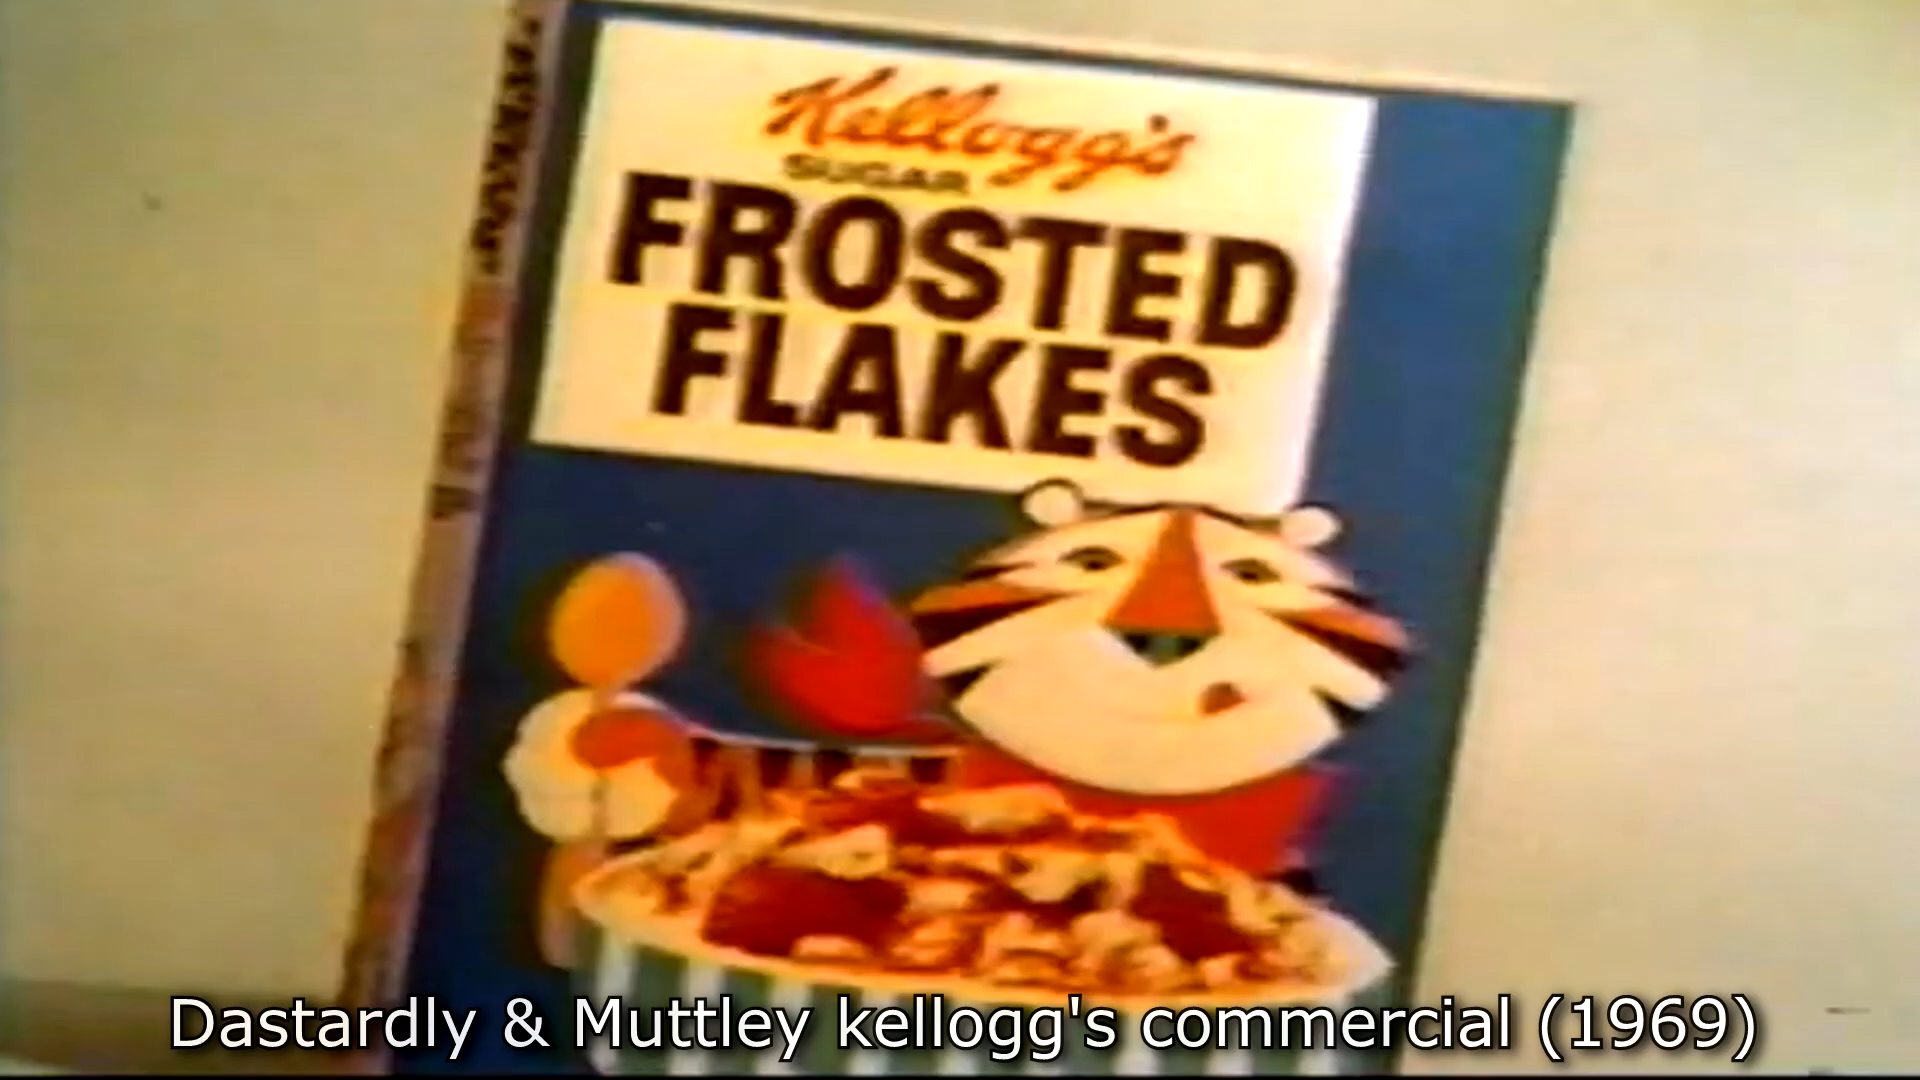 Kellogg's
SUGAR
FROSTED
FLAKES
Dastardly & Muttley kellogg's commercial (1969)